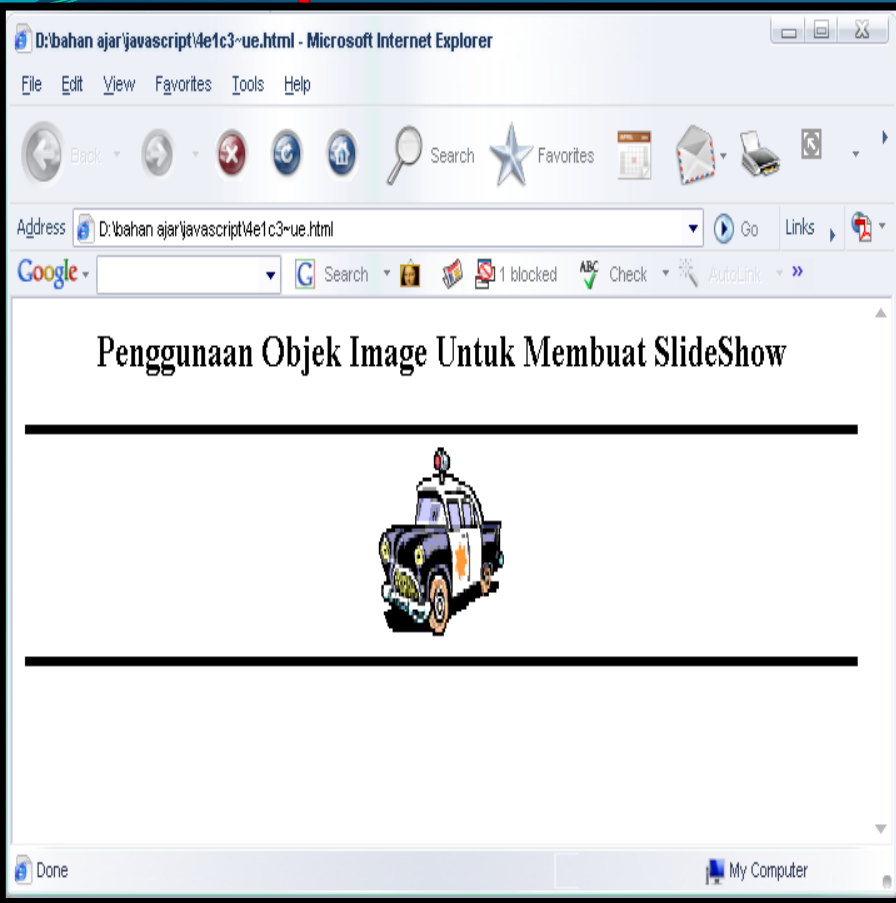 D:\bahan ajar\javascript\4e1c3~ue.html - Microsoft Internet Explorer
File Edit View Favorites Tools Help
Back Search Favorites
Address D:\bahan ajar\javascript\4e1c3~ue.html Go Links
Google G Search 1 blocked ABC Check AutoLink »
Penggunaan Objek Image Untuk Membuat SlideShow
Done My Computer